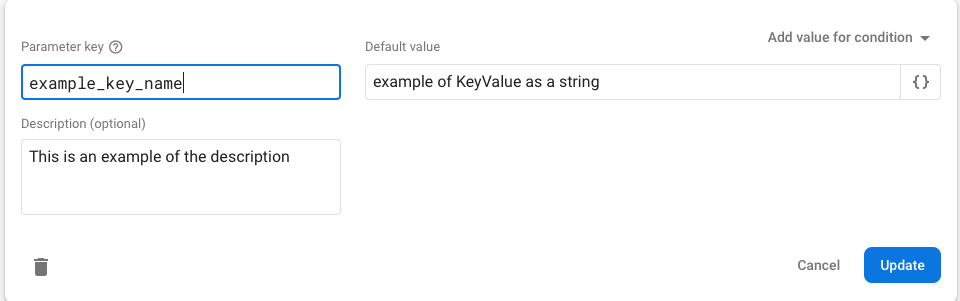 Add value for condition
Parameter key
Default value
example_key_name
example of KeyValue as a string
{}
Description (optional)
This is an example of the description
Cancel
Update